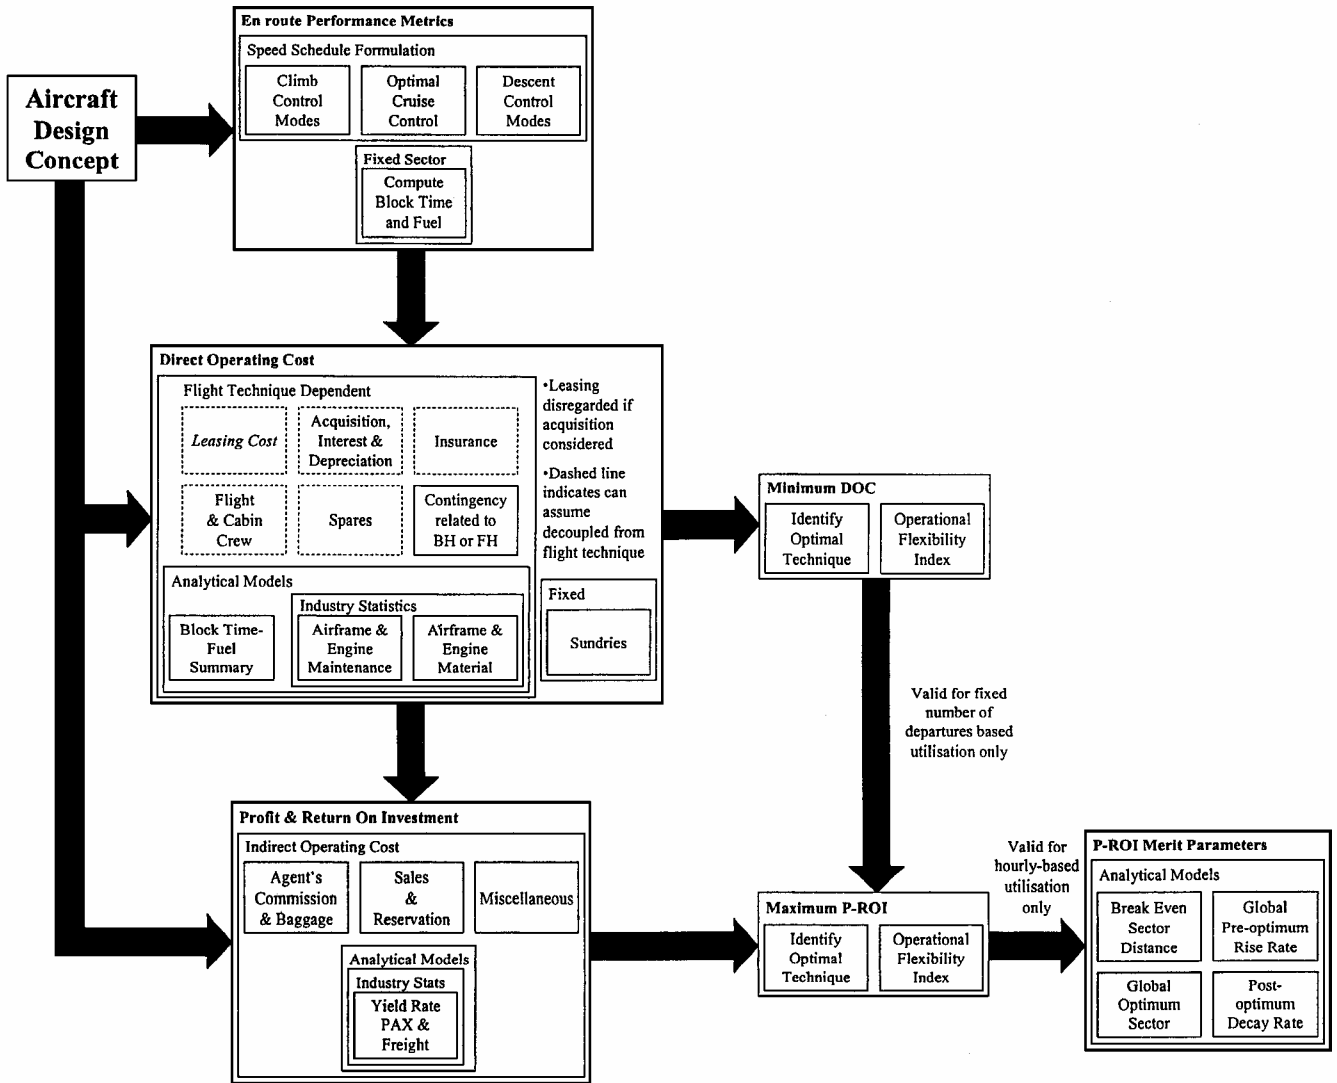 En route Performance Metrics
Speed Schedule Formulation
Climb
Control
Modes
Optimal
Cruise
Control
Descent
Control
Modes
Aircraft
Design
Concept
Fixed Sector
Compute
Block Time
and Fuel
Direct Operating Cost
Flight Technique Dependent
Leasing Cost
Acquisition,
Interest &
Depreciation
Insurance
Flight
& Cabin
Crew
Spares
Contingency
related to
BH or FH
•Leasing
disregarded if
acquisition
considered
•Dashed line
indicates can
assume
decoupled from
flight technique
Analytical Models
Block Time-
Fuel
Summary
Industry Statistics
Airframe &
Engine
Maintenance
Airframe &
Engine
Material
Fixed
Sundries
Minimum DOC
Identify
Optimal
Technique
Operational
Flexibility
Index
Valid for fixed
number of
departures based
utilisation only
Profit & Return On Investment
Indirect Operating Cost
Agent's
Commission
& Baggage
Sales
&
Reservation
Miscellaneous
Analytical Models
Industry Stats
Yield Rate
PAX &
Freight
Maximum P-ROI
Identify
Optimal
Technique
Operational
Flexibility
Index
Valid for
hourly-based
utilisation
only
P-ROI Merit Parameters
Analytical Models
Break Even
Sector
Distance
Global
Pre-optimum
Rise Rate
Global
Optimum
Sector
Post-
optimum
Decay Rate